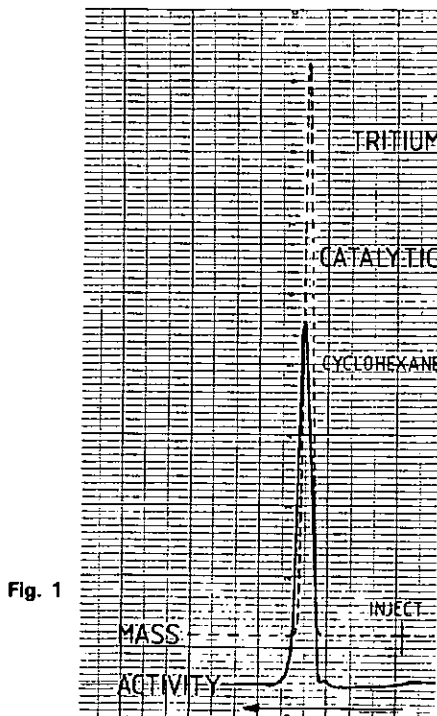 TRITIUM
CATALYTIC
CYCLOHEXANE
Fig. 1
INJECT
MASS
ACTIVITY